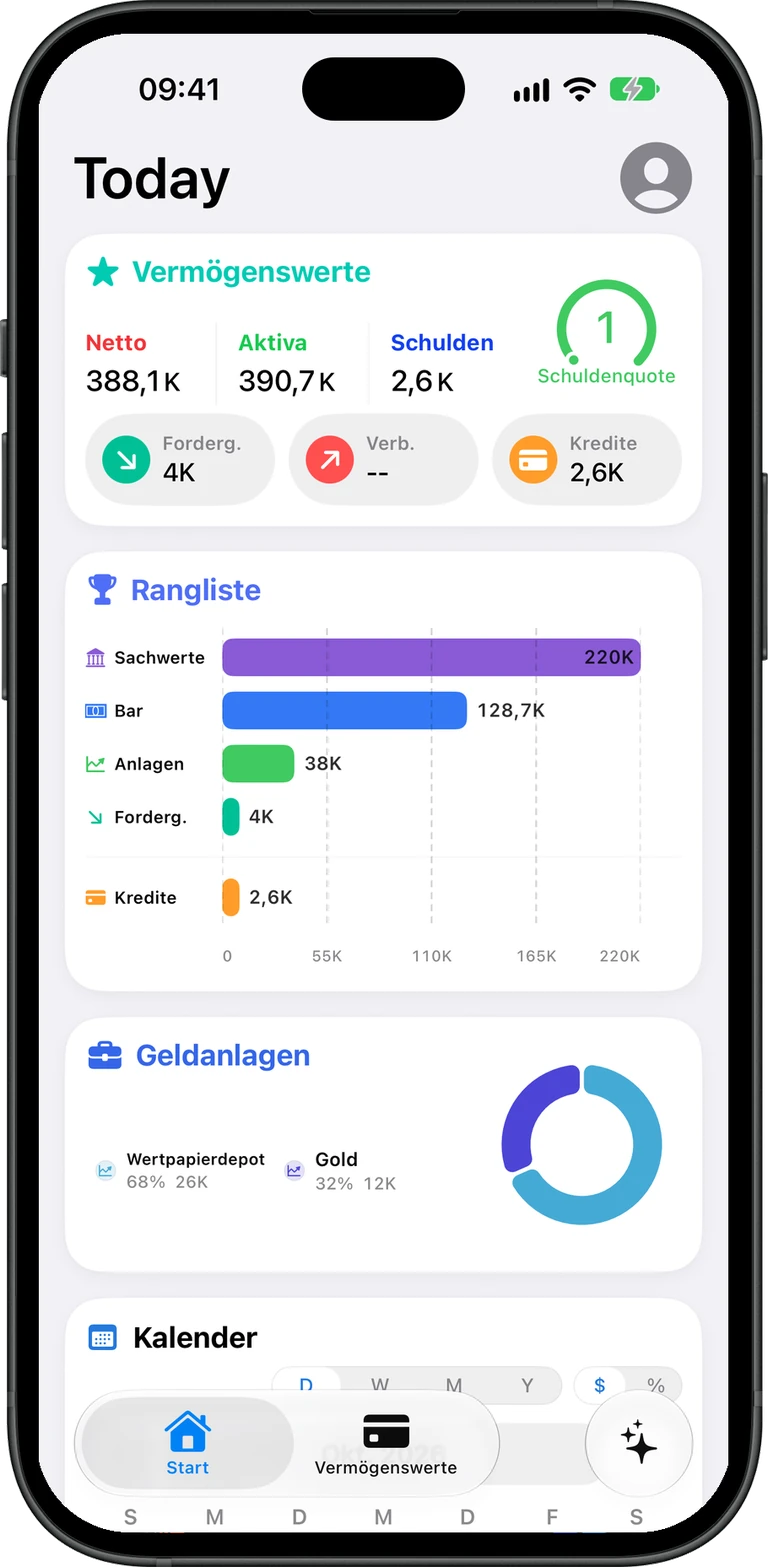 09:41
Today
Vermögenswerte
Netto Aktiva Schulden
388,1K 390,7K 2,6K
1
Schuldenquote
Forderg. Verb. Kredite
4K -- 2,6K
Rangliste
Sachwerte 220K
Bar 128,7K
Anlagen 38K
Forderg. 4K
Kredite 2,6K
0 55K 110K 165K 220K
Geldanlagen
Wertpapierdepot Gold
68% 26K 32% 12K
Kalender
D W M Y $ %
Okt. 2026
Start Vermögenswerte
S M D M D F S